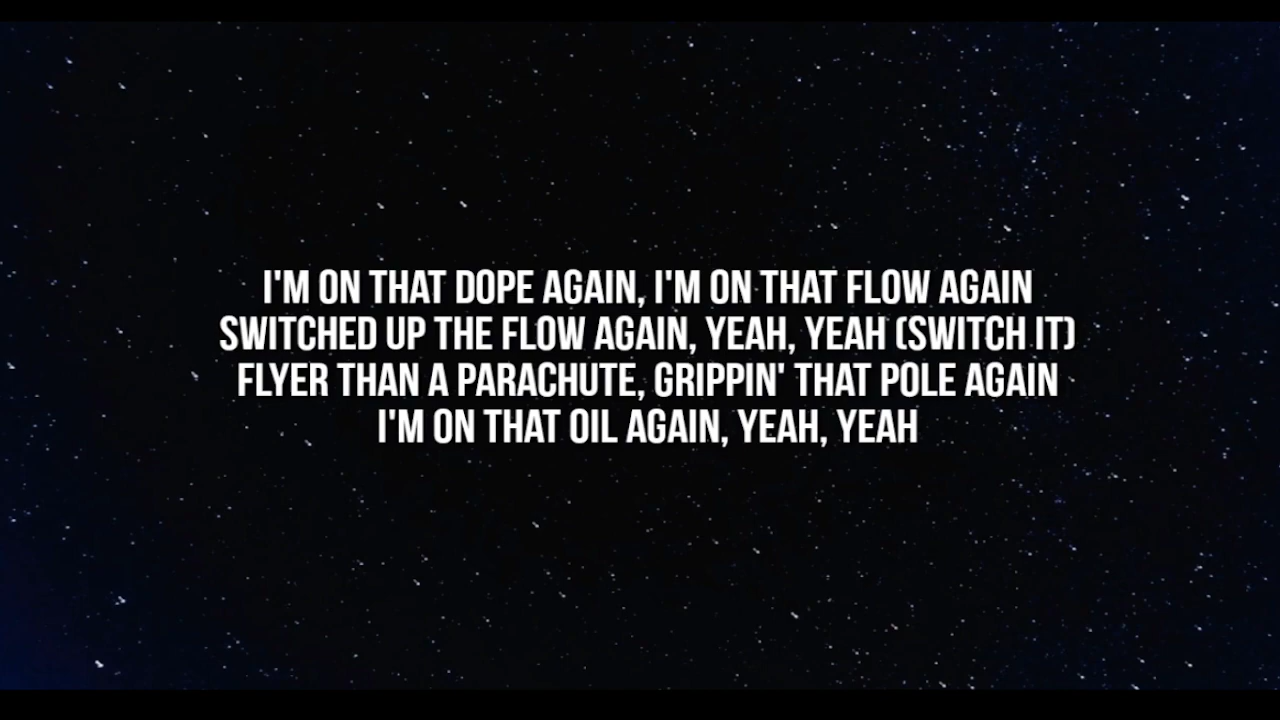 I'M ON THAT DOPE AGAIN, I'M ON THAT FLOW AGAIN
SWITCHED UP THE FLOW AGAIN, YEAH, YEAH (SWITCH IT)
FLYER THAN A PARACHUTE, GRIPPIN' THAT POLE AGAIN
I'M ON THAT OIL AGAIN, YEAH, YEAH